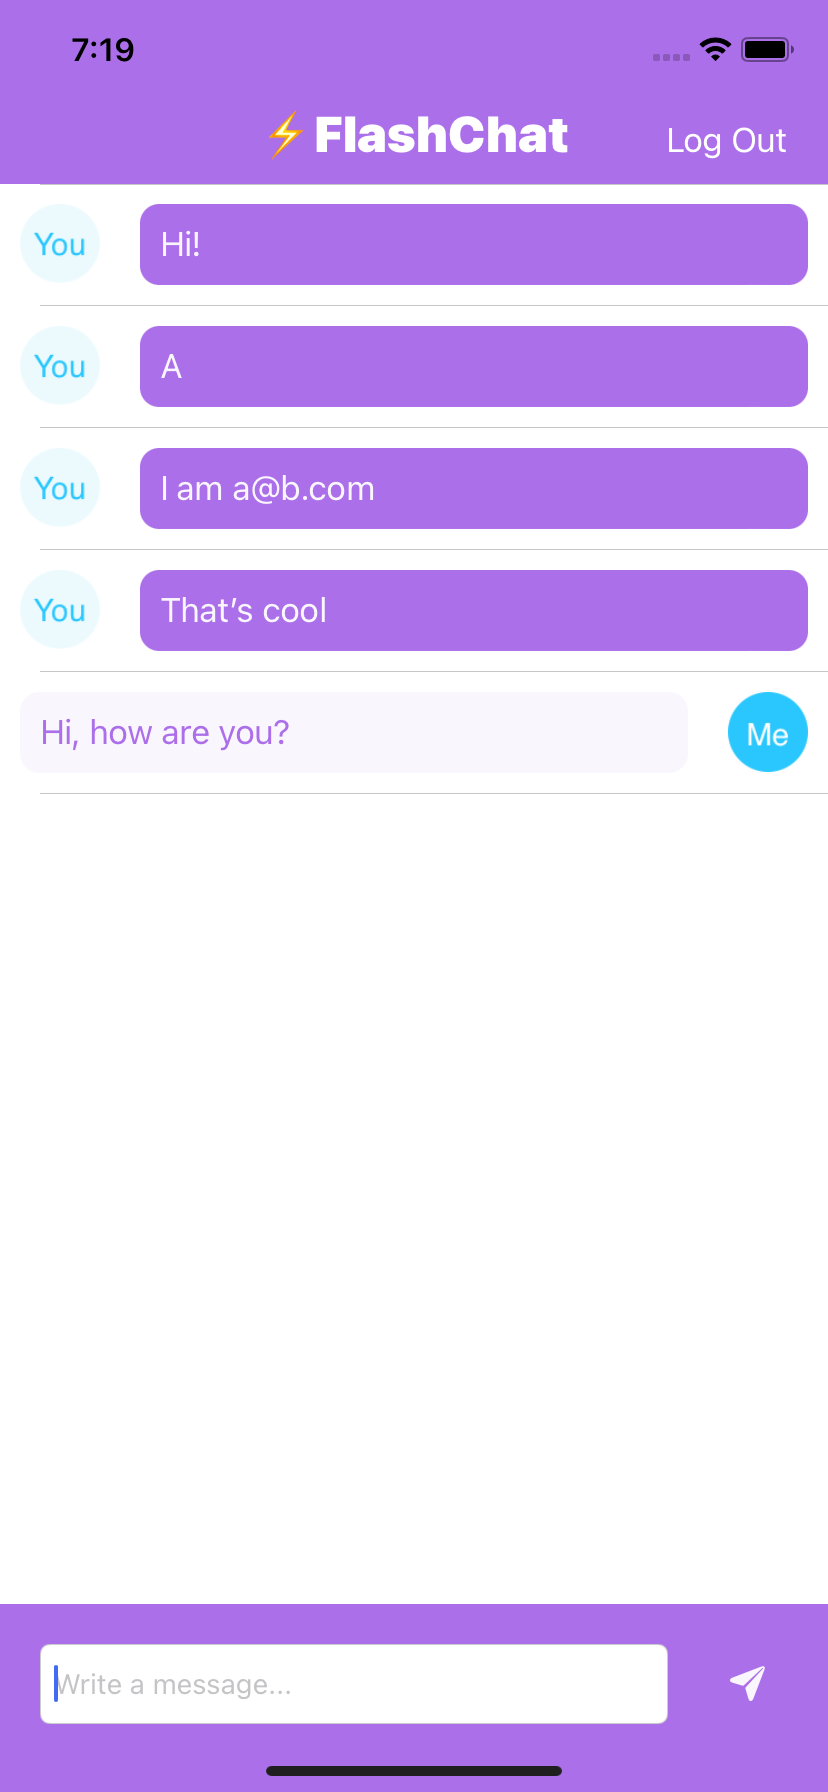 7:19
⚡️FlashChat
Log Out
You
Hi!
You
A
You
I am a@b.com
You
That’s cool
Hi, how are you?
Me
Write a message...